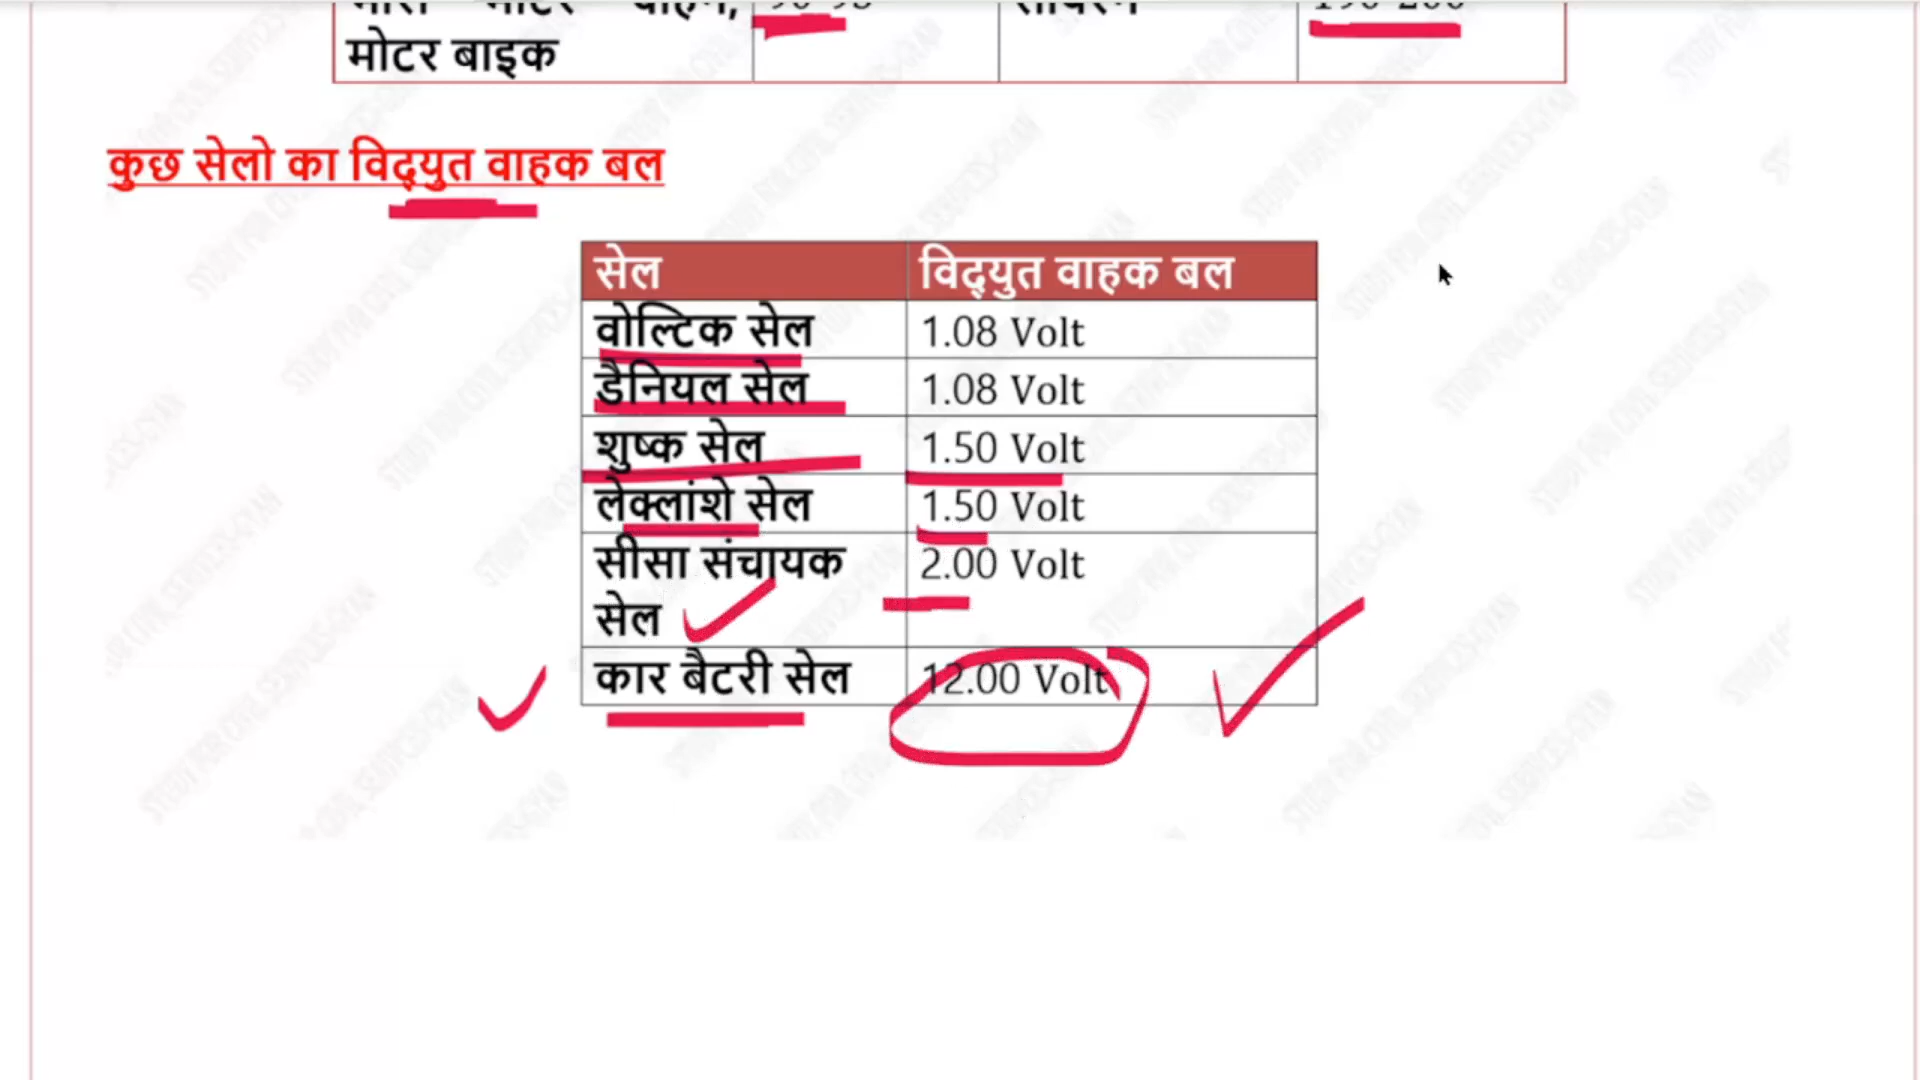 मोटर बाइक
कुछ सेलो का विद्युत वाहक बल
सेल विद्युत वाहक बल
वोल्टिक सेल 1.08 Volt
डैनियल सेल 1.08 Volt
शुष्क सेल 1.50 Volt
लेक्लांशे सेल 1.50 Volt
सीसा संचायक 2.00 Volt
सेल
कार बैटरी सेल 12.00 Volt